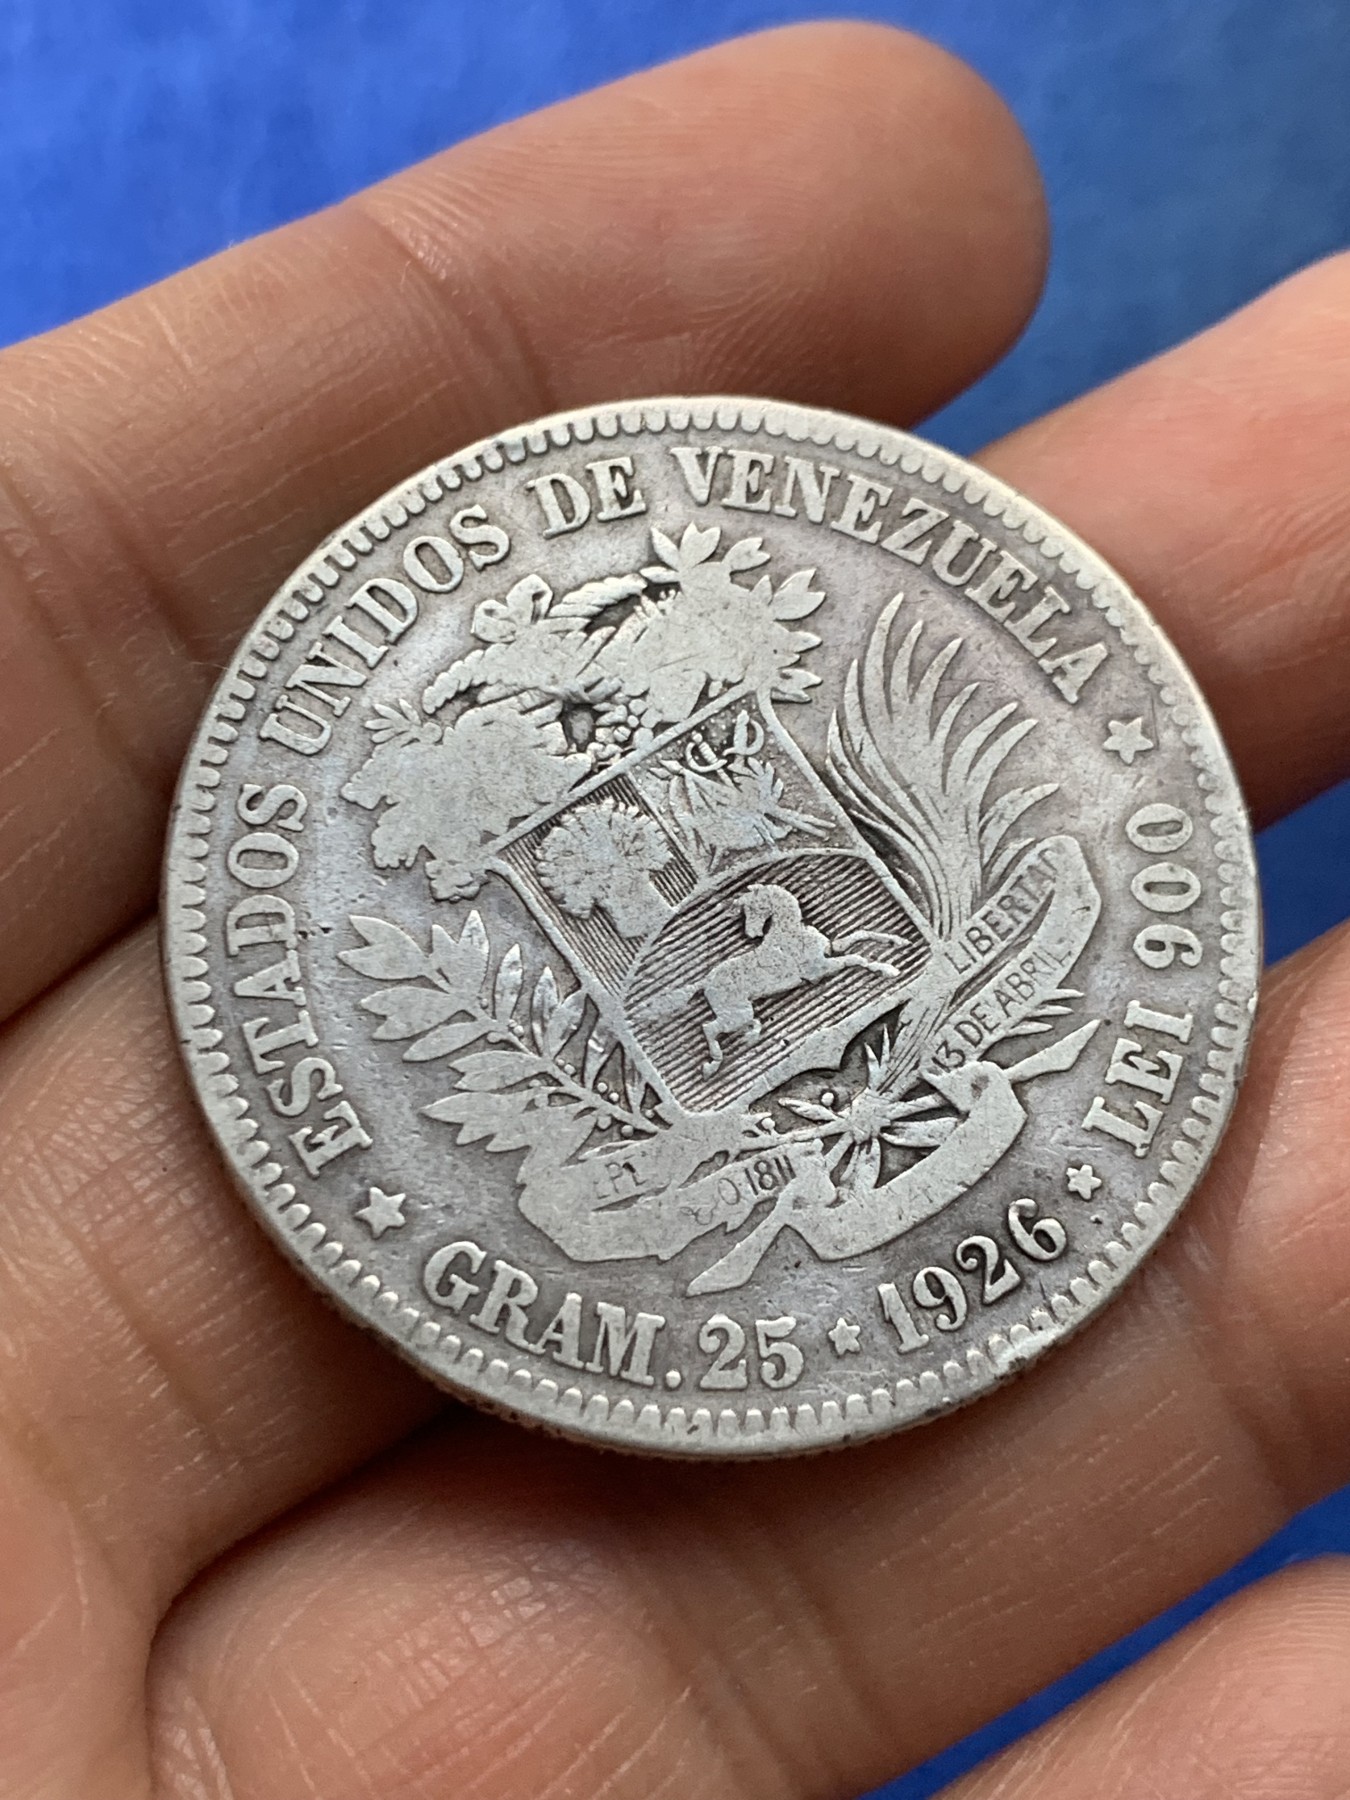 ESTADOS UNIDOS DE VENEZUELA
GRAM. 25 ★ 1926 ★ LEI 900
LIBERTAD
13 DE ABRIL
1811